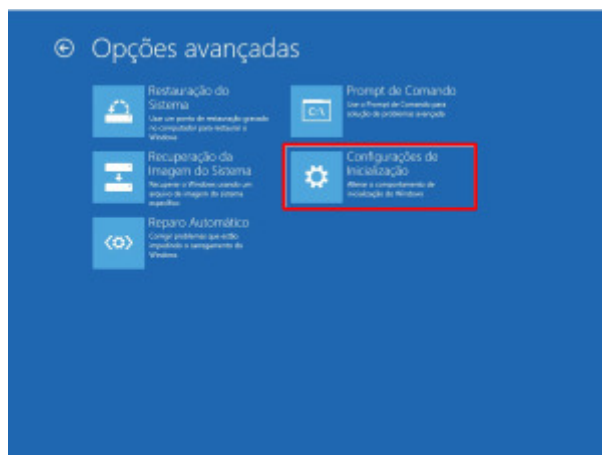 Opções avançadas
Restauração do
Sistema
Use um ponto de restauração gravado
no computador para restaurar o
Windows
Prompt de Comando
Use o Prompt de Comando para
solução de problemas avançada
Recuperação da
Imagem do Sistema
Recupere o Windows usando um
arquivo de imagem do sistema
específico
Configurações de
Inicialização
Altere o comportamento de
inicialização do Windows
Reparo Automático
Corrigir problemas que estão
impedindo o carregamento do
Windows
C:\